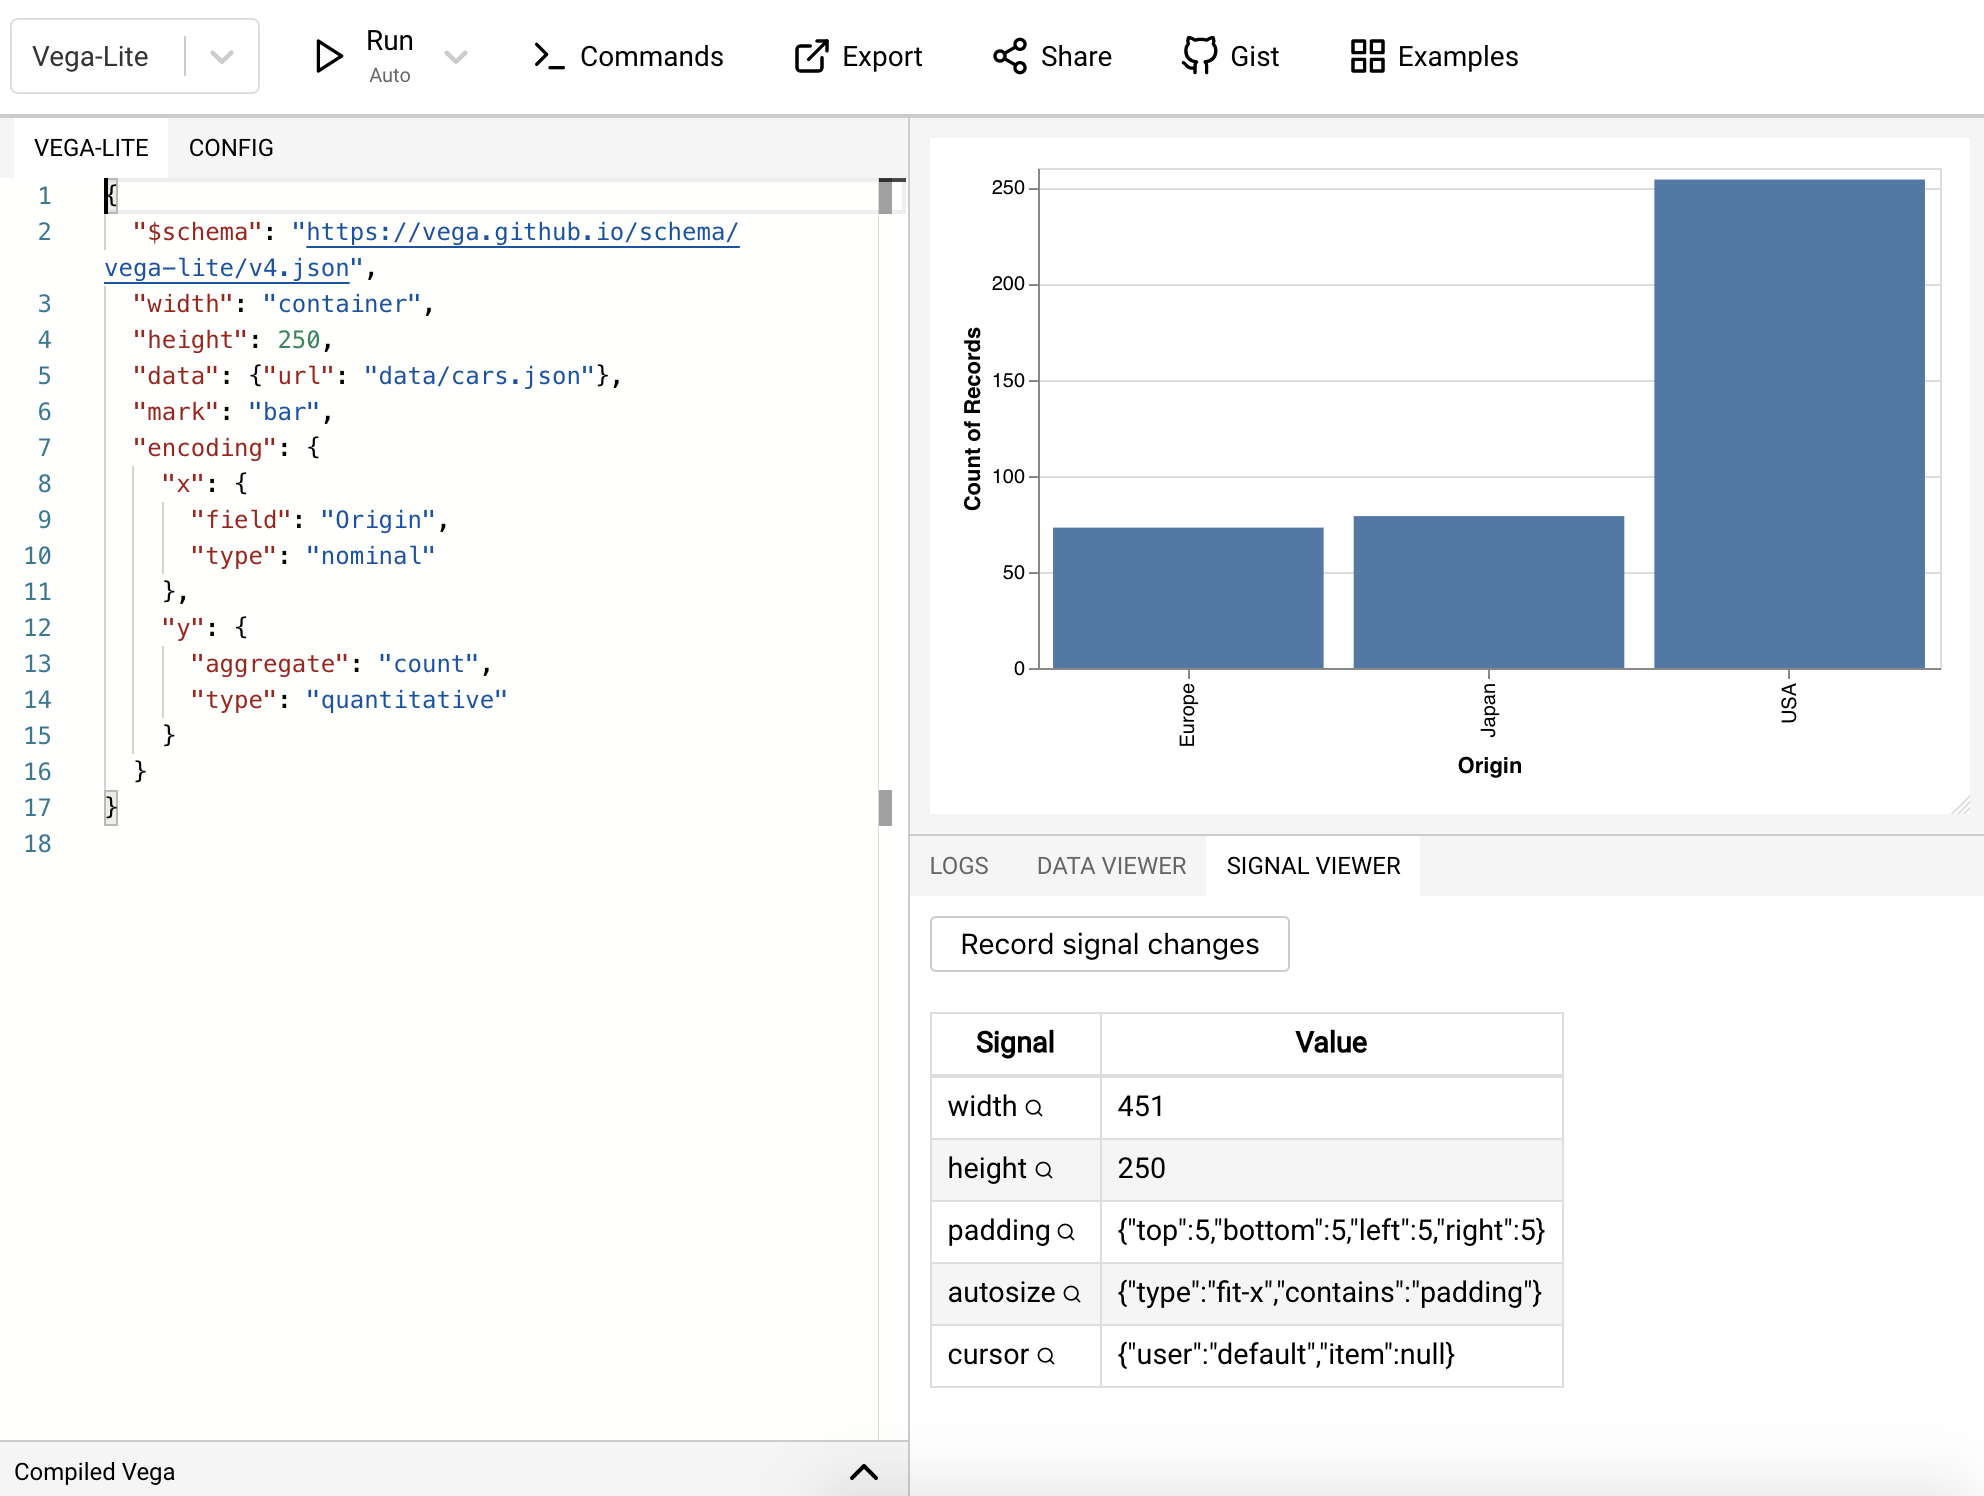 Vega-Lite
Run
Auto
Commands
Export
Share
Gist
Examples
VEGA-LITE
CONFIG
1 {
2 "$schema": "https://vega.github.io/schema/
vega-lite/v4.json",
3 "width": "container",
4 "height": 250,
5 "data": {"url": "data/cars.json"},
6 "mark": "bar",
7 "encoding": {
8 "x": {
9 "field": "Origin",
10 "type": "nominal"
11 },
12 "y": {
13 "aggregate": "count",
14 "type": "quantitative"
15 }
16 }
17 }
18
Compiled Vega
Count of Records
250
200
150
100
50
0
Europe
Japan
USA
Origin
LOGS
DATA VIEWER
SIGNAL VIEWER
Record signal changes
Signal Value
width 451
height 250
padding {"top":5,"bottom":5,"left":5,"right":5}
autosize {"type":"fit-x","contains":"padding"}
cursor {"user":"default","item":null}